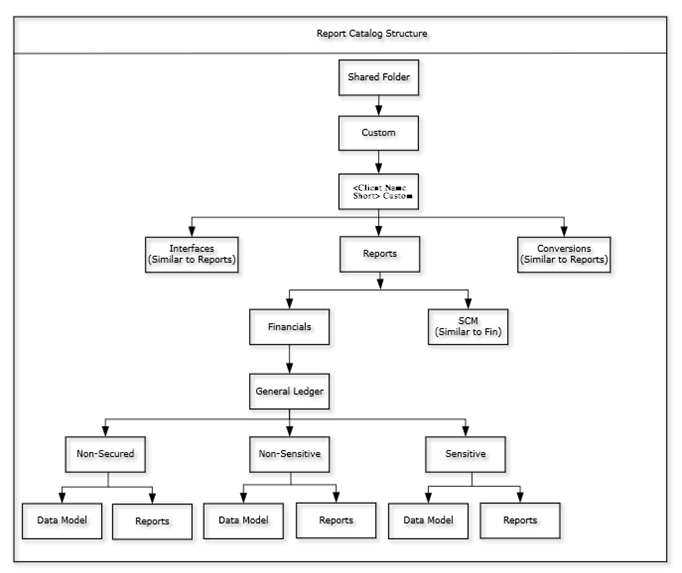 Report Catalog Structure
Shared Folder
Custom
<Client Name
Short> Custom
Interfaces
(Similar to Reports)
Reports
Conversions
(Similar to Reports)
Financials
SCM
(Similar to Fin)
General Ledger
Non-Secured
Non-Sensitive
Sensitive
Data Model
Reports
Data Model
Reports
Data Model
Reports